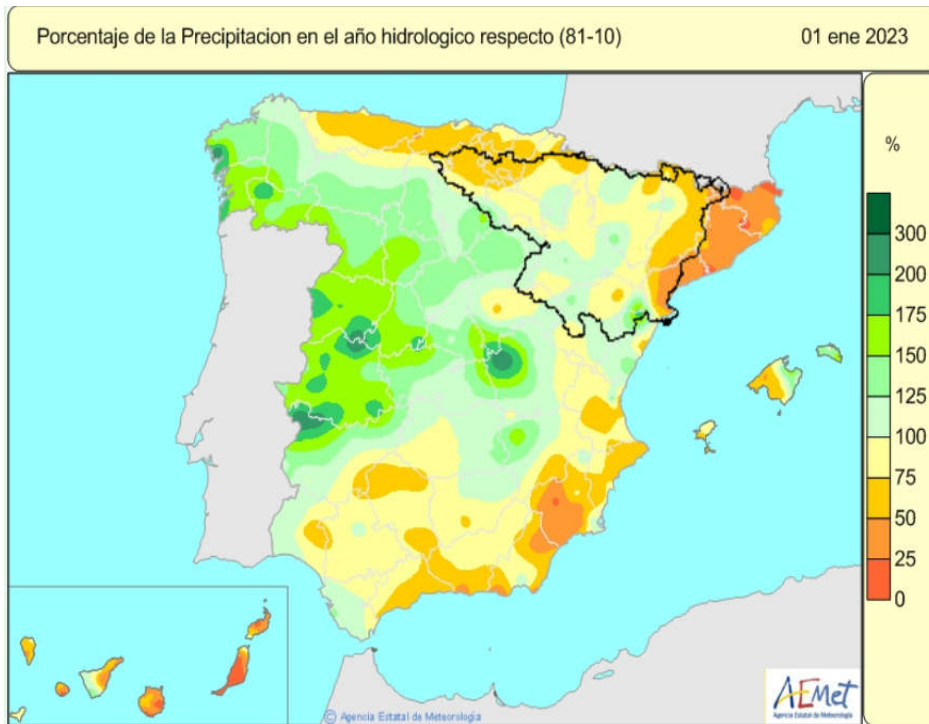 Porcentaje de la Precipitacion en el año hidrologico respecto (81-10) 01 ene 2023
%
300
200
175
150
125
100
75
50
25
0
© Agencia Estatal de Meteorología
AEmet
Agencia Estatal de Meteorología